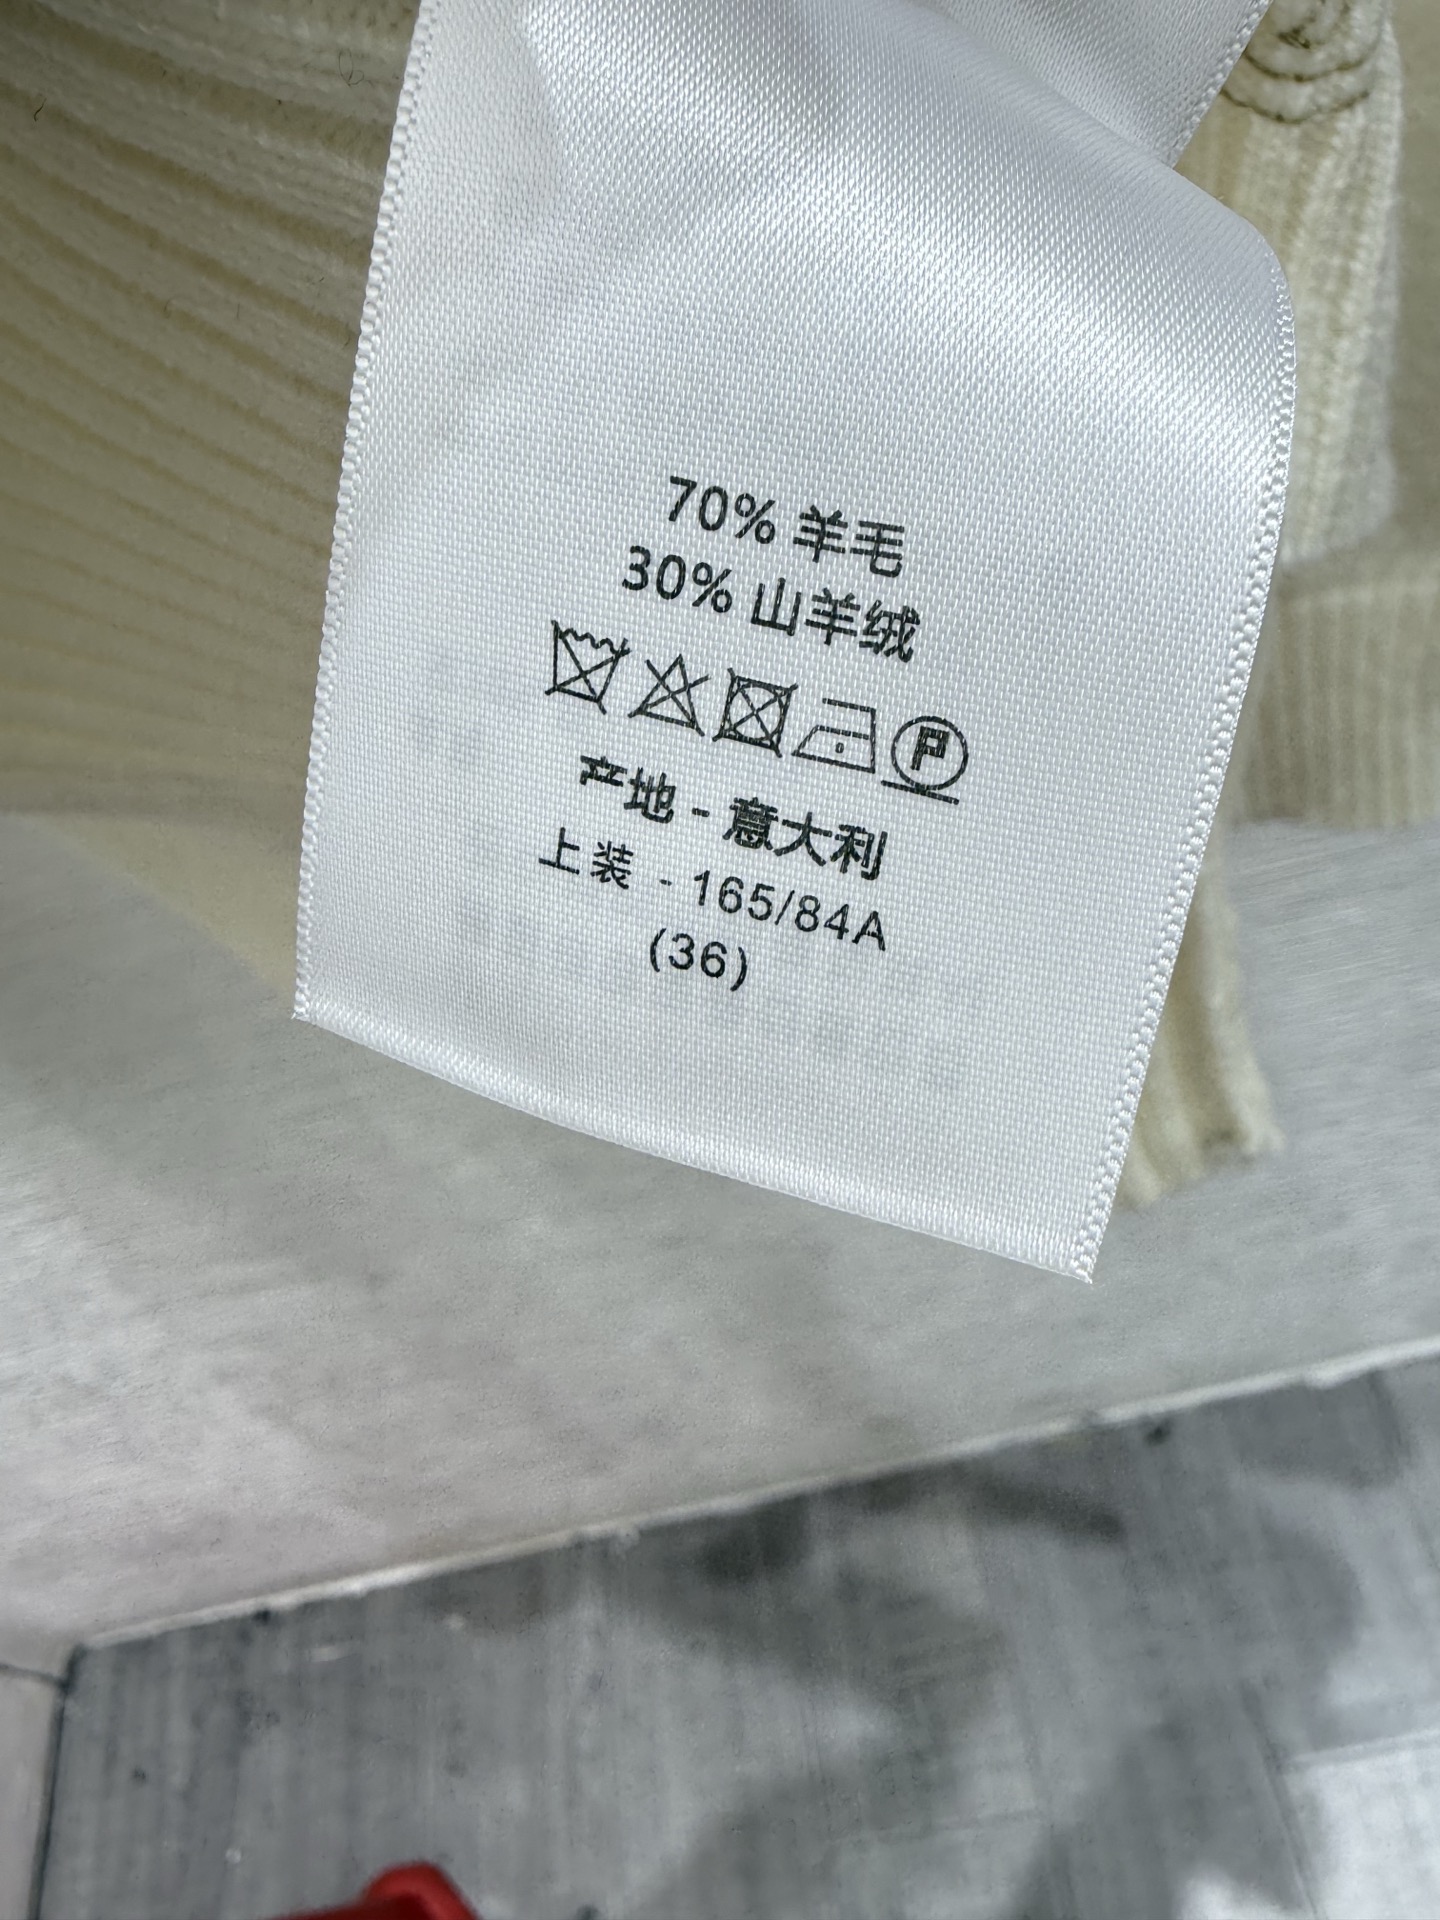 70% 羊毛
30% 山羊绒
P
产地 - 意大利
上装 - 165/84A
(36)